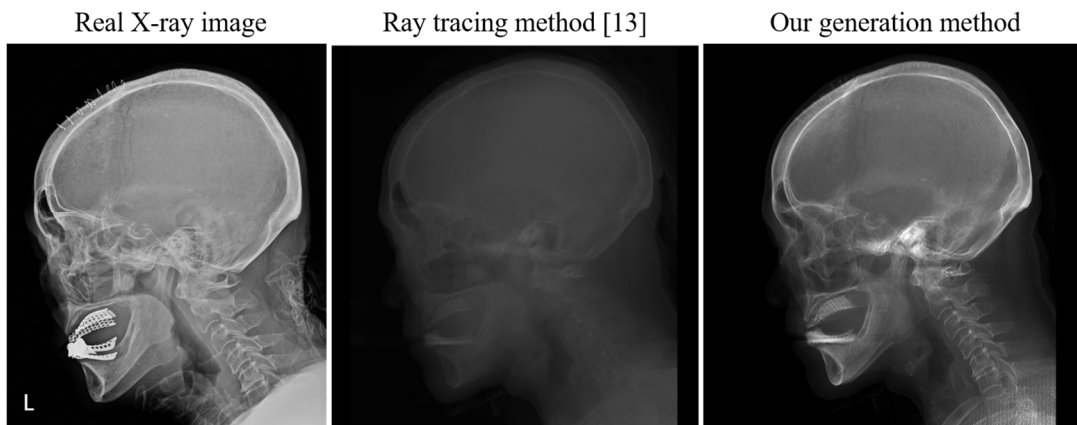 Real X-ray image
Ray tracing method [13]
Our generation method
L